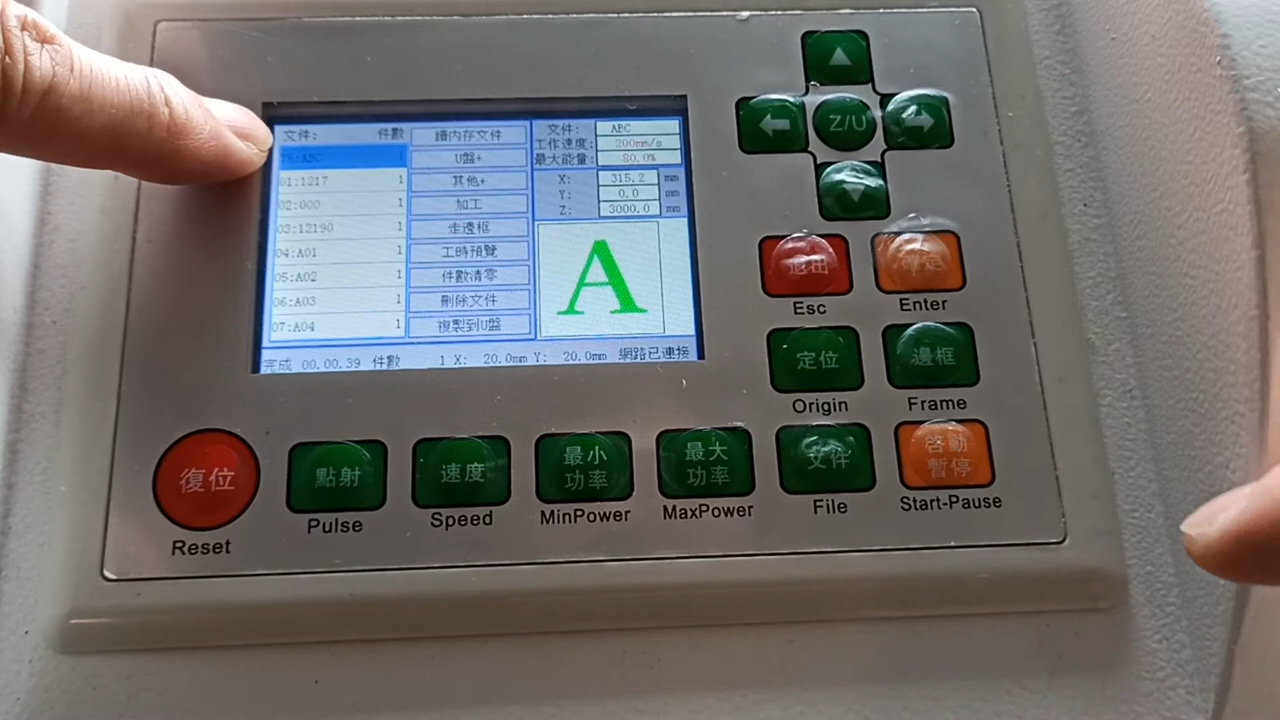 文件: 件數
:ABC 1
01:1217 1
02:000 1
03:12190 1
04:A01 1
05:A02 1
06:A03 1
07:A04 1
讀內存文件
U盤+
其他+
加工
走邊框
工時預覽
件數清零
刪除文件
複製到U盤
文件: ABC
工作速度: 200mm/s
最大能量: 80.0%
X: 315.2 mm
Y: 0.0 mm
Z: 3000.0 mm
A
完成 00.00.39 件數 1 X: 20.0mm Y: 20.0mm 網路已連接
Z/U
退出
Esc
確定
Enter
定位
Origin
邊框
Frame
復位
Reset
點射
Pulse
速度
Speed
最小
功率
MinPower
最大
功率
MaxPower
文件
File
啓動
暫停
Start-Pause